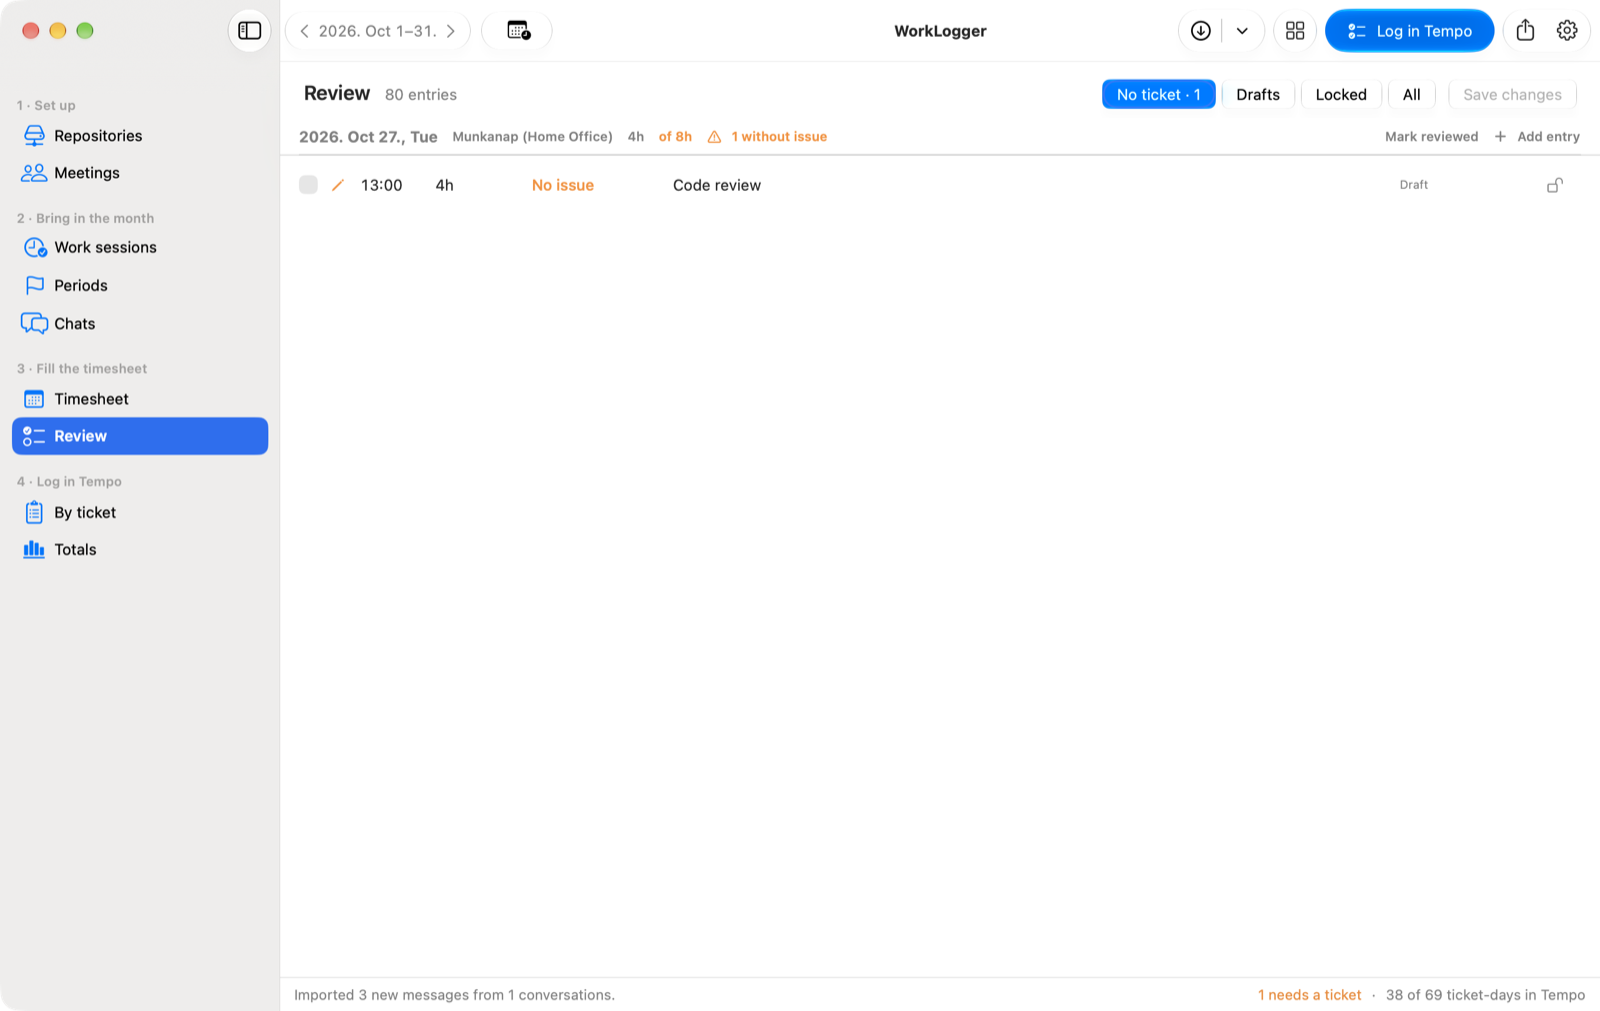 2026. Oct 1–31.
WorkLogger
Log in Tempo
1 · Set up
Repositories
Meetings
2 · Bring in the month
Work sessions
Periods
Chats
3 · Fill the timesheet
Timesheet
Review
4 · Log in Tempo
By ticket
Totals
Review 80 entries
No ticket · 1 Drafts Locked All Save changes
2026. Oct 27., Tue Munkanap (Home Office) 4h of 8h 1 without issue Mark reviewed + Add entry
13:00 4h No issue Code review Draft
Imported 3 new messages from 1 conversations.
1 needs a ticket · 38 of 69 ticket-days in Tempo